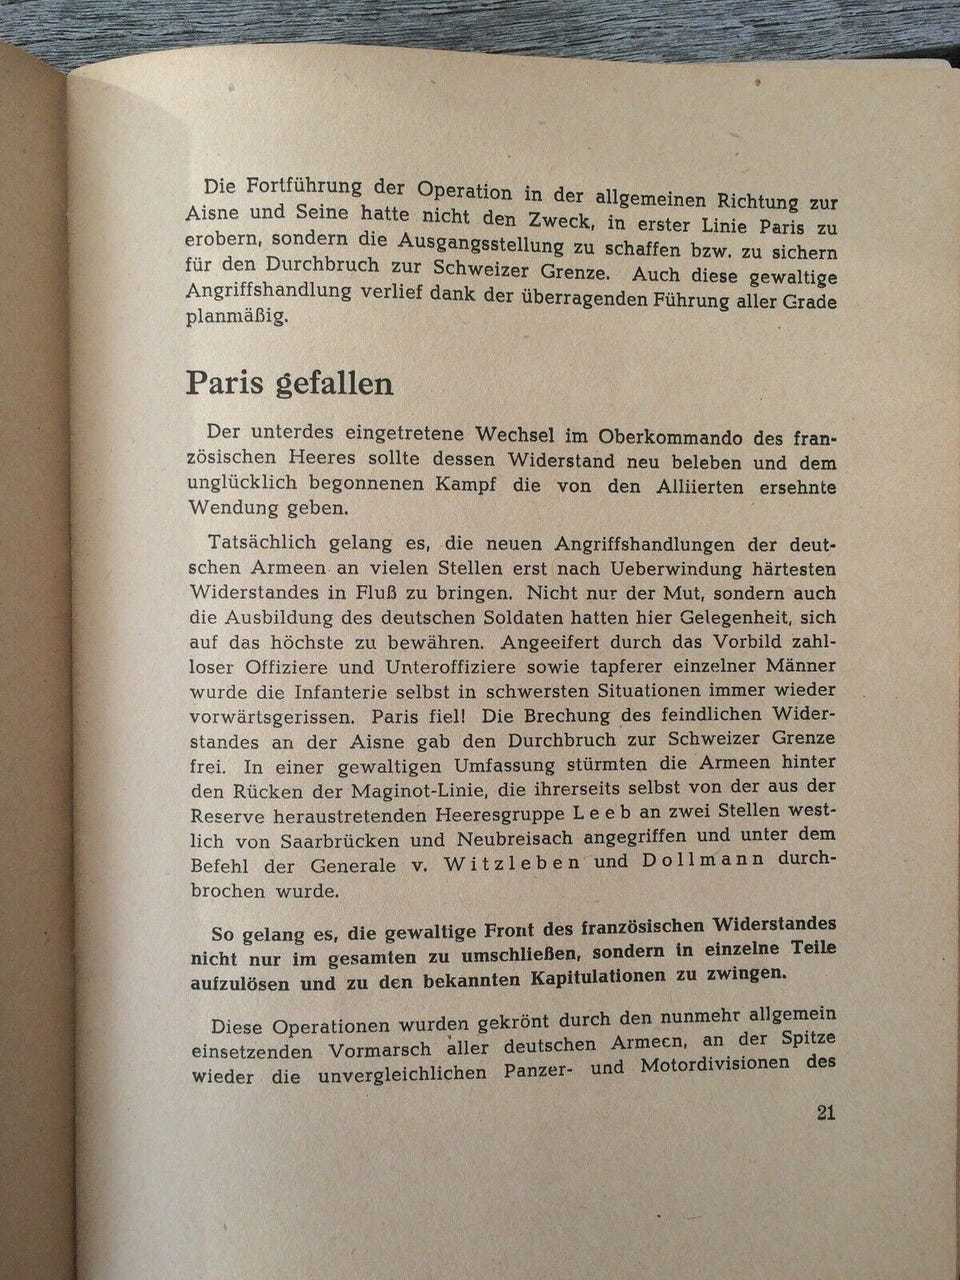 Die Fortführung der Operation in der allgemeinen Richtung zur
Aisne und Seine hatte nicht den Zweck, in erster Linie Paris zu
erobern, sondern die Ausgangsstellung zu schaffen bzw. zu sichern
für den Durchbruch zur Schweizer Grenze. Auch diese gewaltige
Angriffshandlung verlief dank der überragenden Führung aller Grade
planmäßig.
Paris gefallen
Der unterdes eingetretene Wechsel im Oberkommando des fran-
zösischen Heeres sollte dessen Widerstand neu beleben und dem
unglücklich begonnenen Kampf die von den Alliierten ersehnte
Wendung geben.
Tatsächlich gelang es, die neuen Angriffshandlungen der deut-
schen Armeen an vielen Stellen erst nach Ueberwindung härtesten
Widerstandes in Fluß zu bringen. Nicht nur der Mut, sondern auch
die Ausbildung des deutschen Soldaten hatten hier Gelegenheit, sich
auf das höchste zu bewähren. Angeeifert durch das Vorbild zahl-
loser Offiziere und Unteroffiziere sowie tapferer einzelner Männer
wurde die Infanterie selbst in schwersten Situationen immer wieder
vorwärtsgerissen. Paris fiel! Die Brechung des feindlichen Wider-
standes an der Aisne gab den Durchbruch zur Schweizer Grenze
frei. In einer gewaltigen Umfassung stürmten die Armeen hinter
den Rücken der Maginot-Linie, die ihrerseits selbst von der aus der
Reserve heraustretenden Heeresgruppe Leeb an zwei Stellen west-
lich von Saarbrücken und Neubreisach angegriffen und unter dem
Befehl der Generale v. Witzleben und Dollmann durch-
brochen wurde.
So gelang es, die gewaltige Front des französischen Widerstandes
nicht nur im gesamten zu umschließen, sondern in einzelne Teile
aufzulösen und zu den bekannten Kapitulationen zu zwingen.
Diese Operationen wurden gekrönt durch den nunmehr allgemein
einsetzenden Vormarsch aller deutschen Armeen, an der Spitze
wieder die unvergleichlichen Panzer- und Motordivisionen des
21